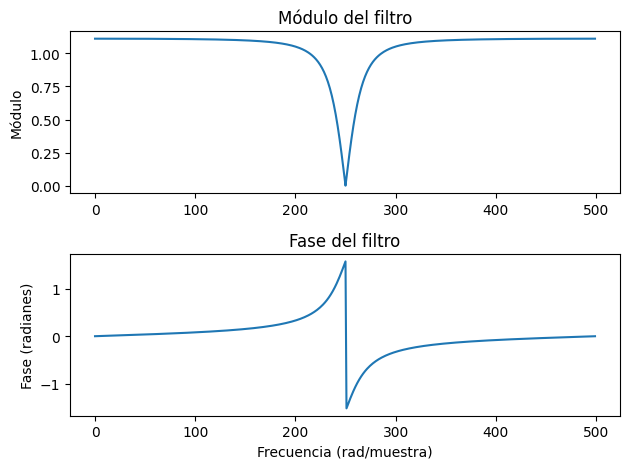 Módulo del filtro
Módulo
1.00
0.75
0.50
0.25
0.00
0 100 200 300 400 500
Fase del filtro
Fase (radianes)
1
0
−1
0 100 200 300 400 500
Frecuencia (rad/muestra)